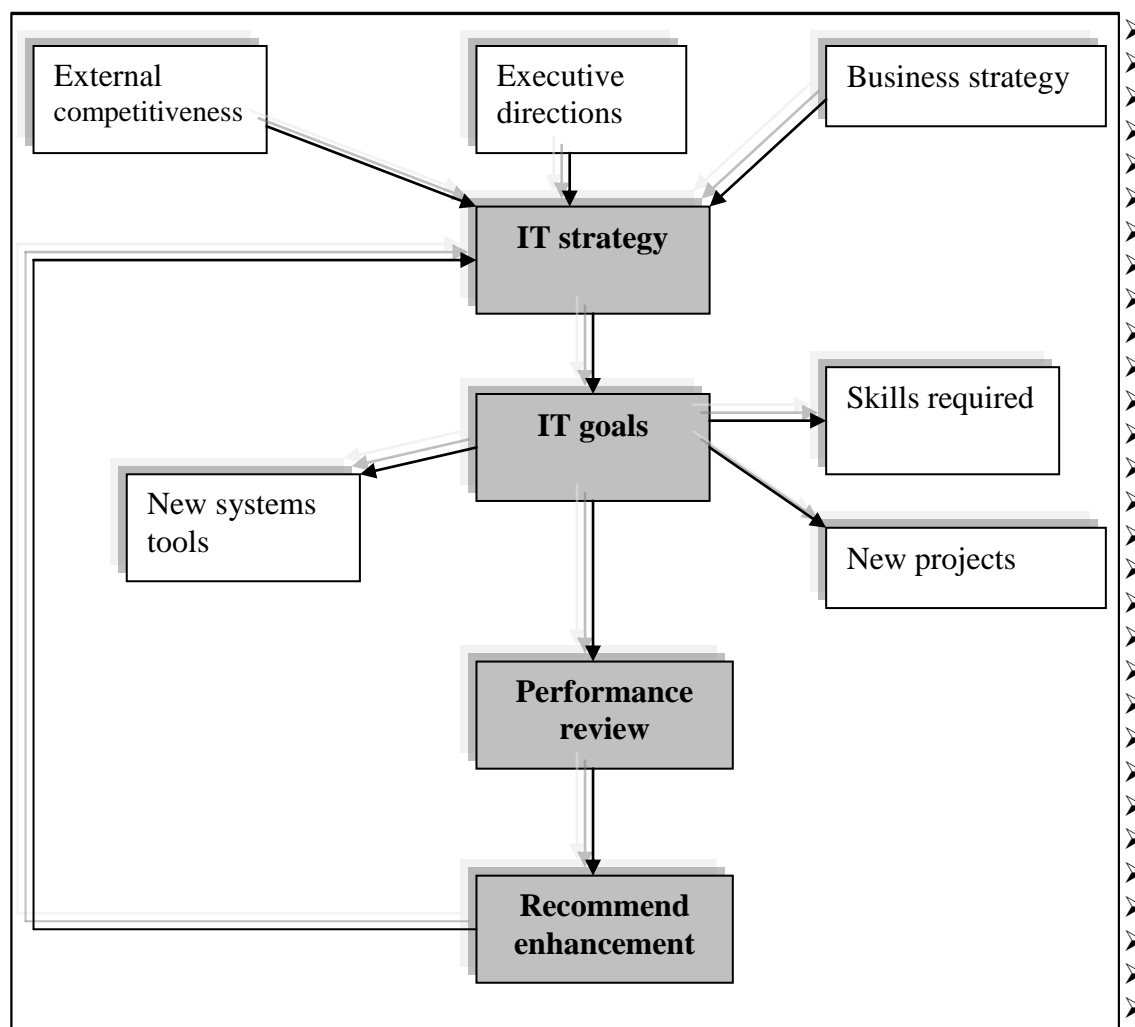 External
competitiveness
Executive
directions
Business strategy
IT strategy
IT goals
Skills required
New systems
tools
New projects
Performance
review
Recommend
enhancement